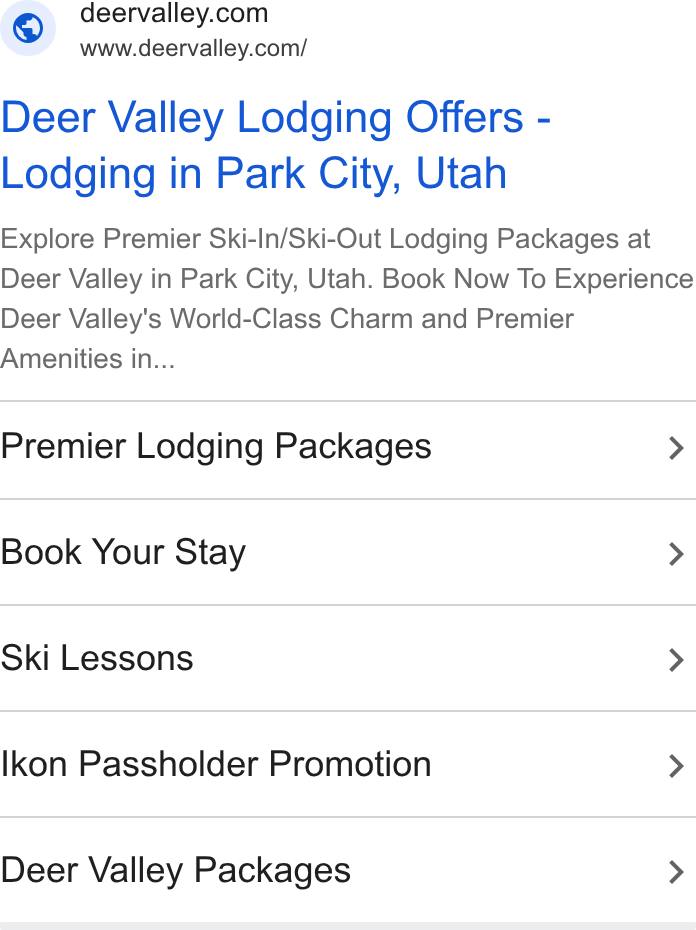 deervalley.com
www.deervalley.com/
Deer Valley Lodging Offers -
Lodging in Park City, Utah
Explore Premier Ski-In/Ski-Out Lodging Packages at
Deer Valley in Park City, Utah. Book Now To Experience
Deer Valley's World-Class Charm and Premier
Amenities in...
Premier Lodging Packages
Book Your Stay
Ski Lessons
Ikon Passholder Promotion
Deer Valley Packages